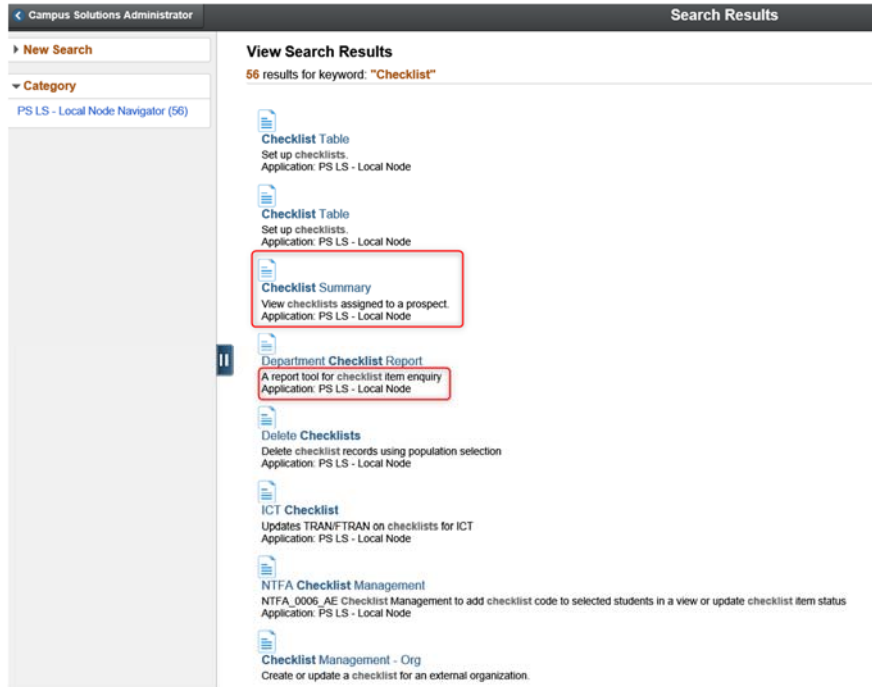 Campus Solutions Administrator
Search Results
New Search
Category
PS LS - Local Node Navigator (56)
View Search Results
56 results for keyword: "Checklist"
Checklist Table
Set up checklists.
Application: PS LS - Local Node
Checklist Table
Set up checklists.
Application: PS LS - Local Node
Checklist Summary
View checklists assigned to a prospect.
Application: PS LS - Local Node
Department Checklist Report
A report tool for checklist item enquiry
Application: PS LS - Local Node
Delete Checklists
Delete checklist records using population selection
Application: PS LS - Local Node
ICT Checklist
Updates TRAN/FTRAN on checklists for ICT
Application: PS LS - Local Node
NTFA Checklist Management
NTFA_0006_AE Checklist Management to add checklist code to selected students in a view or update checklist item status
Application: PS LS - Local Node
Checklist Management - Org
Create or update a checklist for an external organization.